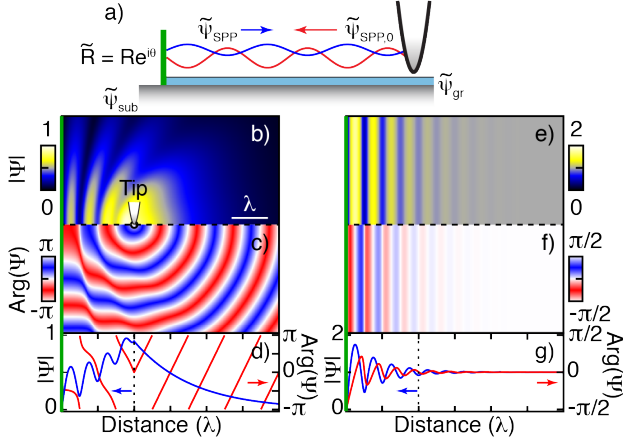 a)
ψ̃SPP
ψ̃SPP,0
R̃ = Re^iθ
ψ̃sub
ψ̃gr
1
|Ψ|
0
b)
Tip
λ
e)
2
0
π
Arg(Ψ)
-π
c)
f)
π/2
-π/2
1
|Ψ|
0
d)
π
0
-π
Arg(Ψ)
Distance (λ)
2
|Ψ|
0
g)
π/2
0
-π/2
Arg(Ψ)
Distance (λ)